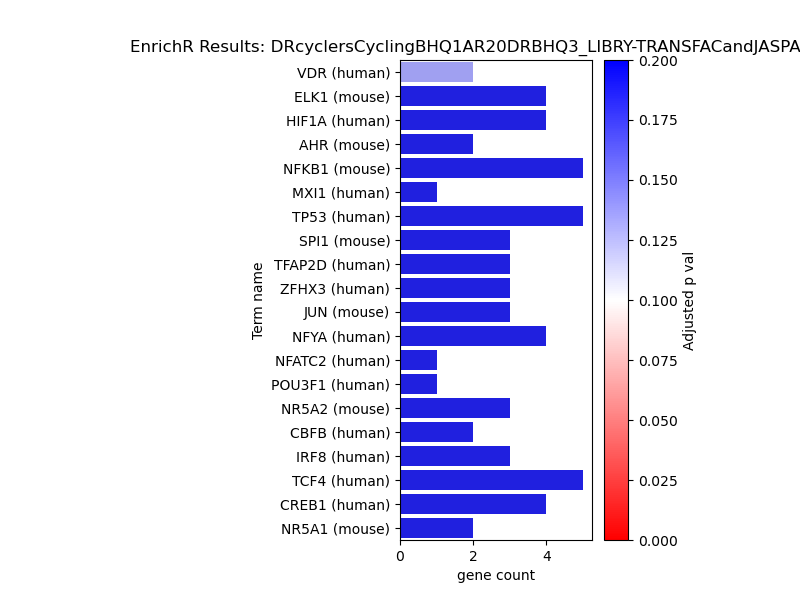 EnrichR Results: DRcyclersCyclingBHQ1AR20DRBHQ3_LIBRY-TRANSFACandJASPA
VDR (human)
ELK1 (mouse)
HIF1A (human)
AHR (mouse)
NFKB1 (mouse)
MXI1 (human)
TP53 (human)
SPI1 (mouse)
TFAP2D (human)
ZFHX3 (human)
JUN (mouse)
NFYA (human)
NFATC2 (human)
POU3F1 (human)
NR5A2 (mouse)
CBFB (human)
IRF8 (human)
TCF4 (human)
CREB1 (human)
NR5A1 (mouse)
Term name
0 2 4
gene count
0.200
0.175
0.150
0.125
0.100
0.075
0.050
0.025
0.000
Adjusted p val